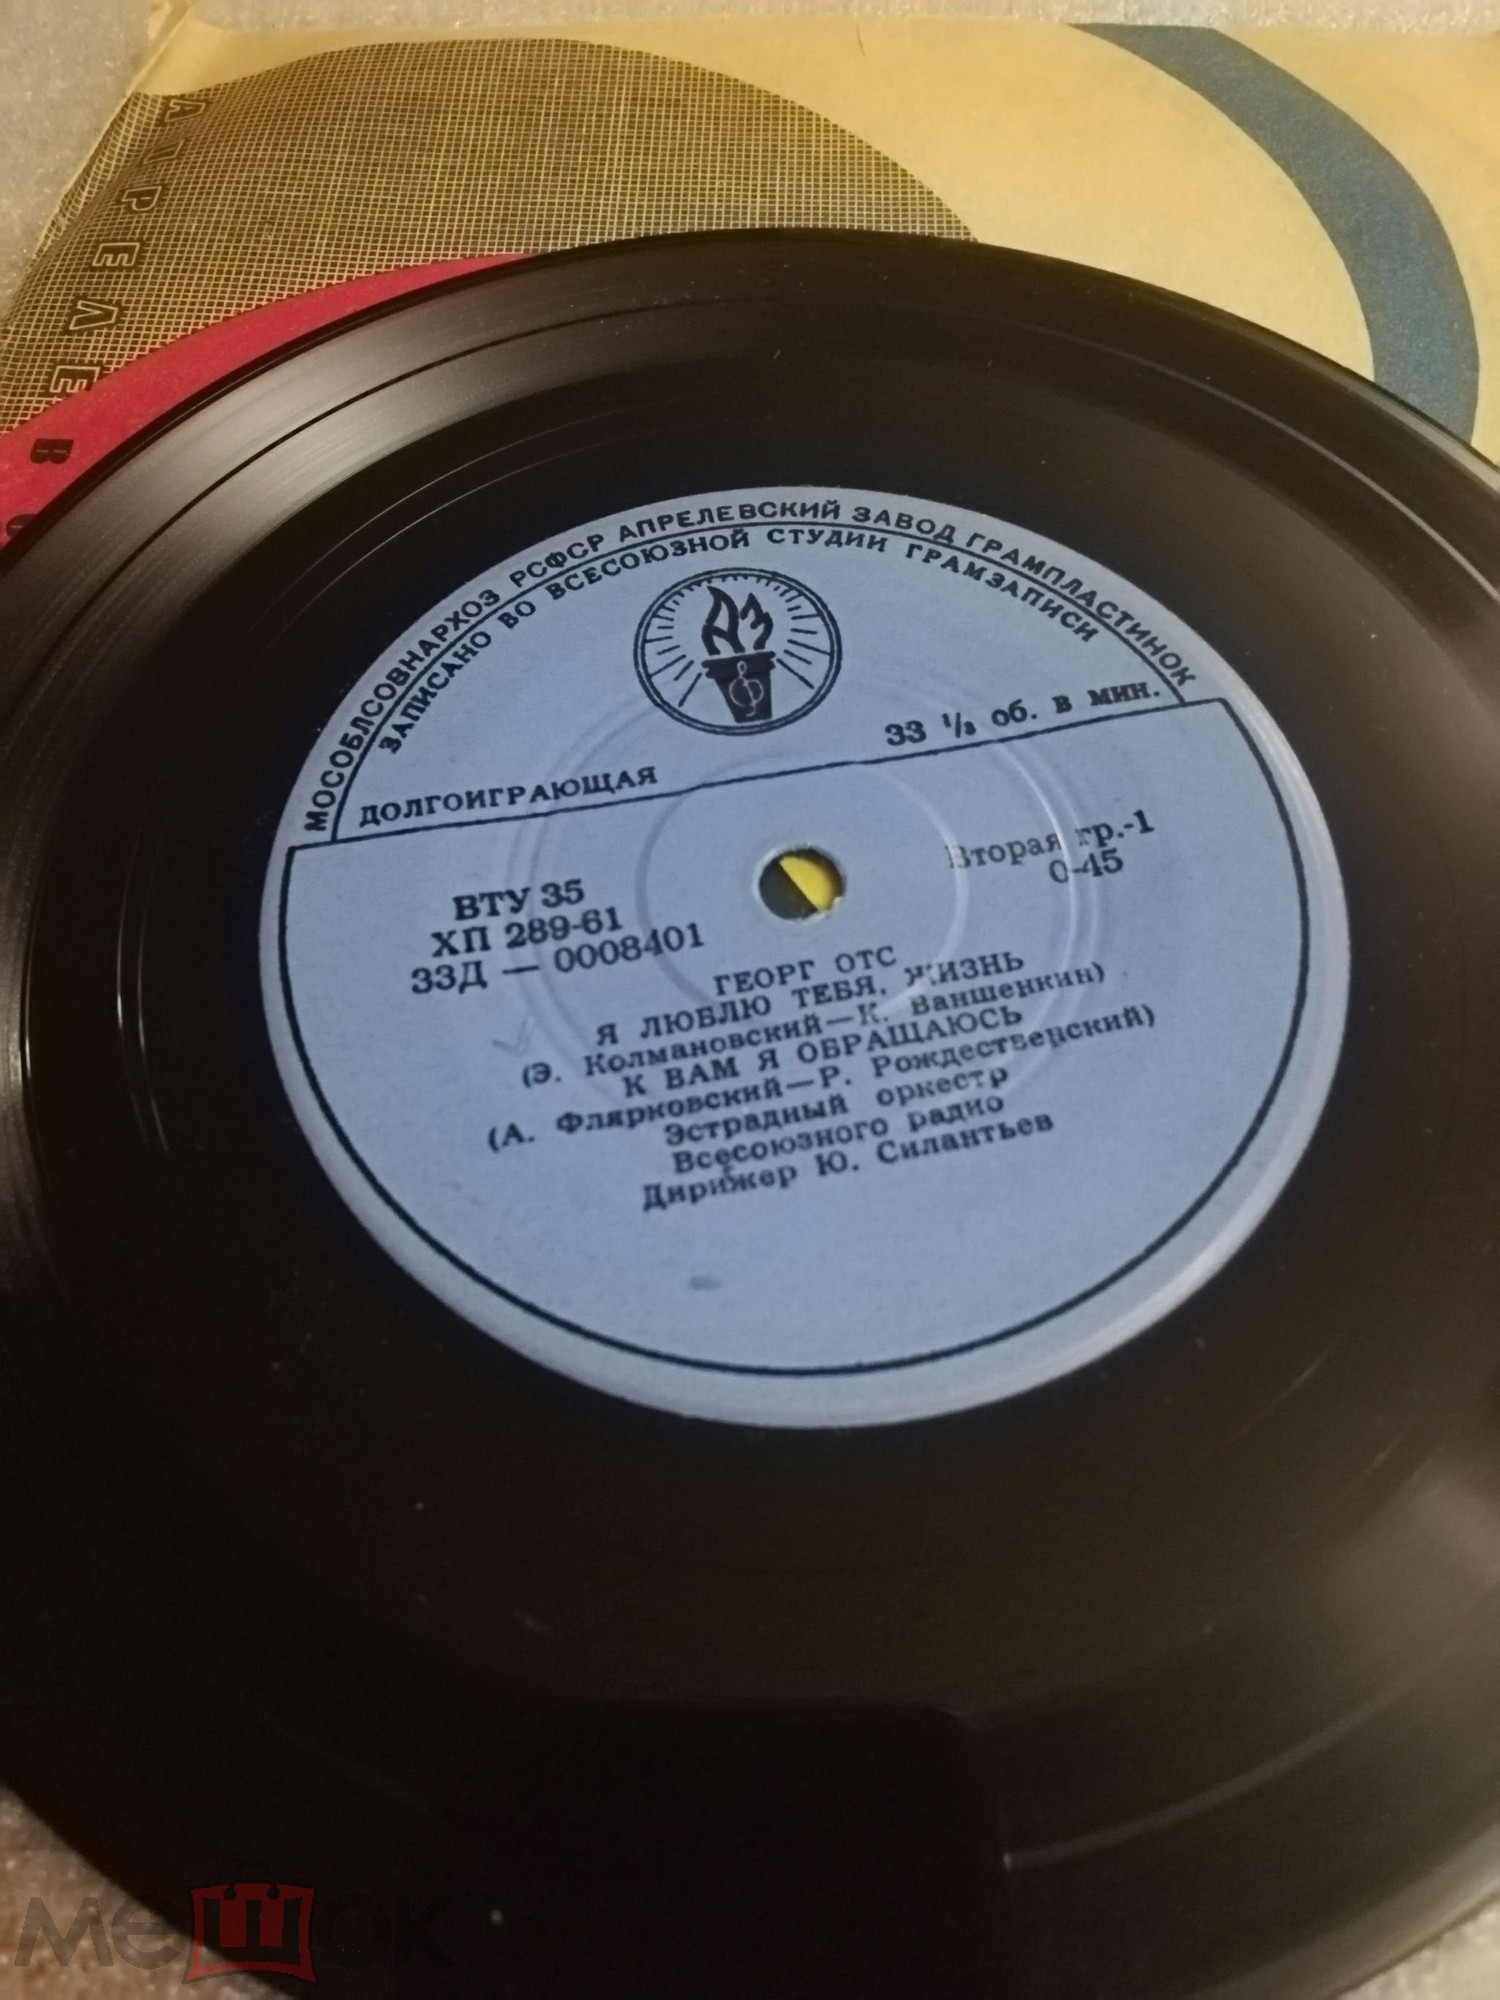 АПРЕЛЕВ
МОСОБЛСОВНАРХОЗ РСФСР АПРЕЛЕВСКИЙ ЗАВОД ГРАМПЛАСТИНОК
ЗАПИСАНО ВО ВСЕСОЮЗНОЙ СТУДИИ ГРАМЗАПИСИ
АЗ
ДОЛГОИГРАЮЩАЯ 33 1/3 об. в мин.
ВТУ 35 Вторая гр.-1
ХП 289-61 0-45
33Д — 0008401
ГЕОРГ ОТС
Я ЛЮБЛЮ ТЕБЯ, ЖИЗНЬ
(Э. Колмановский—К. Ваншенкин)
К ВАМ Я ОБРАЩАЮСЬ
(А. Флярковский—Р. Рождественский)
Эстрадный оркестр
Всесоюзного радио
Дирижер Ю. Силантьев
мешок